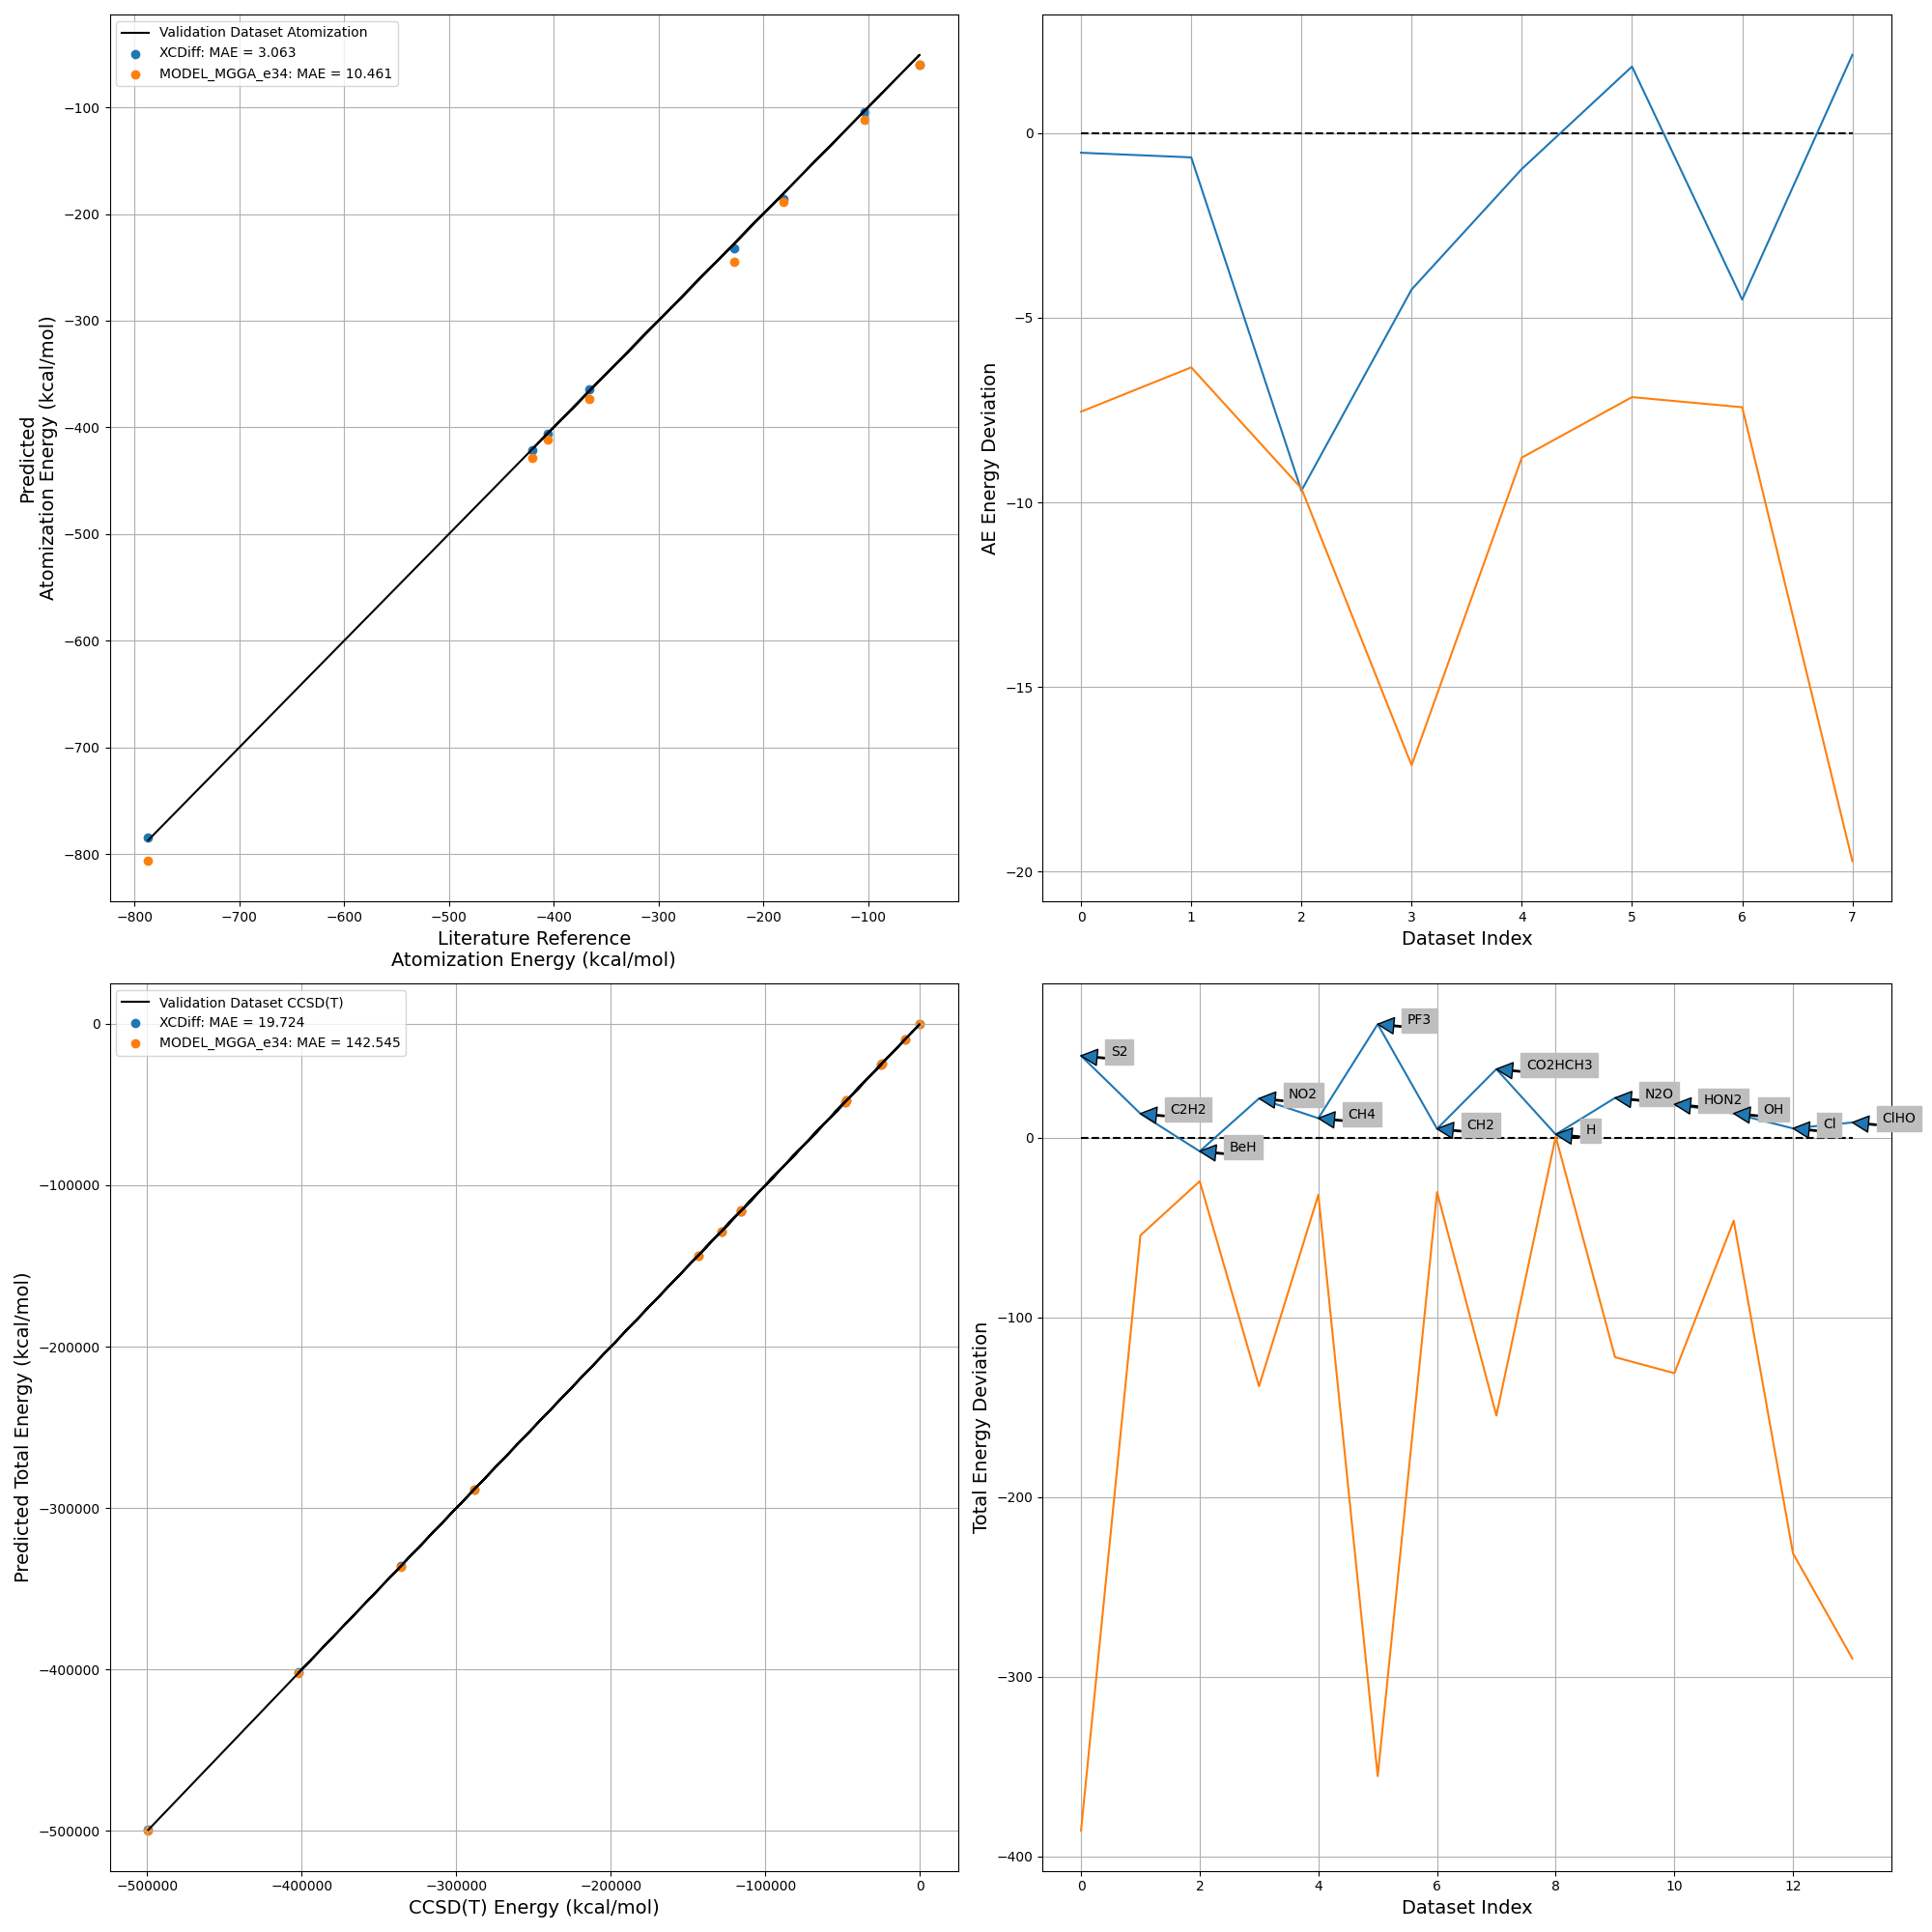 Validation Dataset Atomization
XCDiff: MAE = 3.063
MODEL_MGGA_e34: MAE = 10.461
−100
−200
−300
−400
−500
−600
−700
−800
Predicted
Atomization Energy (kcal/mol)
−800
−700
−600
−500
−400
−300
−200
−100
Literature Reference
Atomization Energy (kcal/mol)
0
−5
−10
−15
−20
AE Energy Deviation
0
1
2
3
4
5
6
7
Dataset Index
Validation Dataset CCSD(T)
XCDiff: MAE = 19.724
MODEL_MGGA_e34: MAE = 142.545
0
−100000
−200000
−300000
−400000
−500000
Predicted Total Energy (kcal/mol)
−500000
−400000
−300000
−200000
−100000
0
CCSD(T) Energy (kcal/mol)
S2
C2H2
BeH
NO2
CH4
PF3
CH2
CO2HCH3
H
N2O
HON2
OH
Cl
ClHO
0
−100
−200
−300
−400
Total Energy Deviation
0
2
4
6
8
10
12
Dataset Index